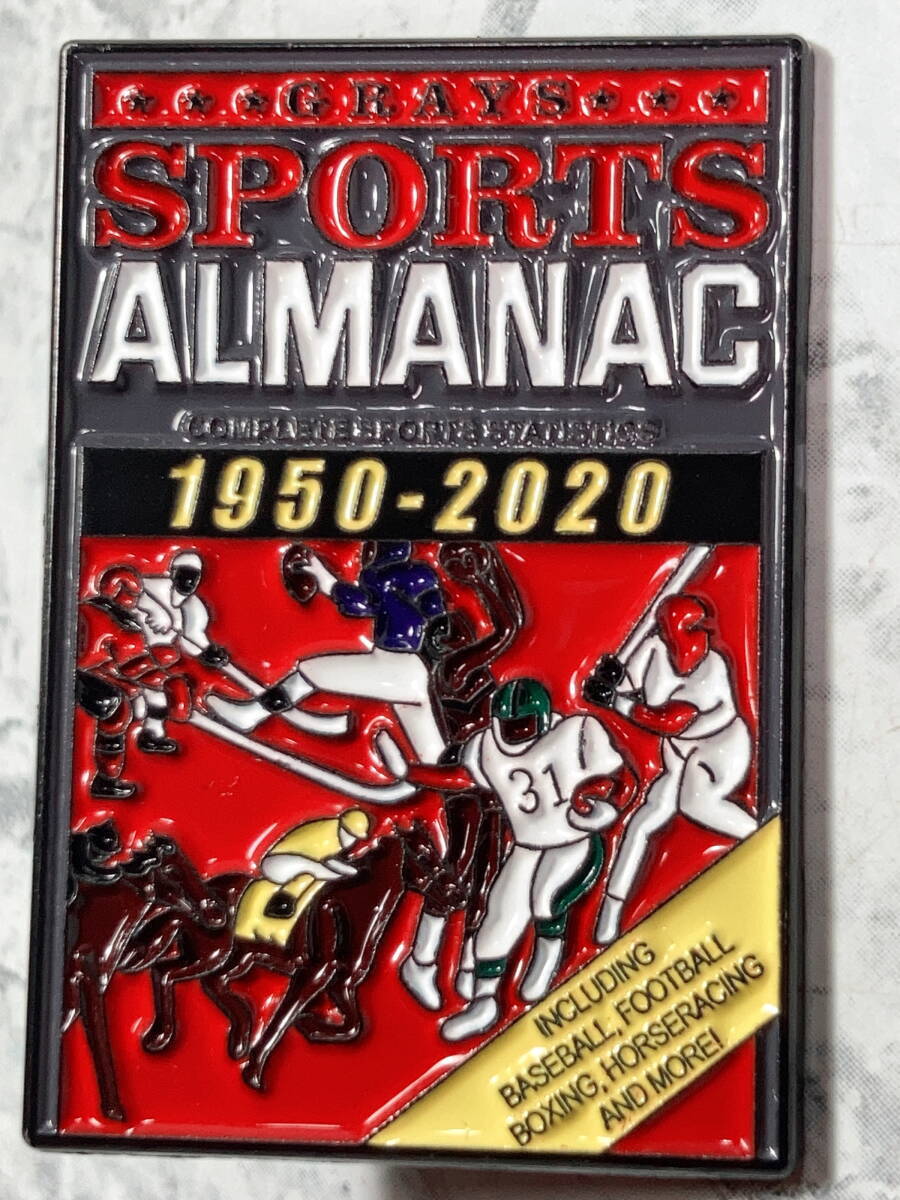 GRAYS
SPORTS
ALMANAC
COMPLETE SPORTS STATISTICS
1950-2020
31
INCLUDING
BASEBALL, FOOTBALL
BOXING, HORSERACING
AND MORE!